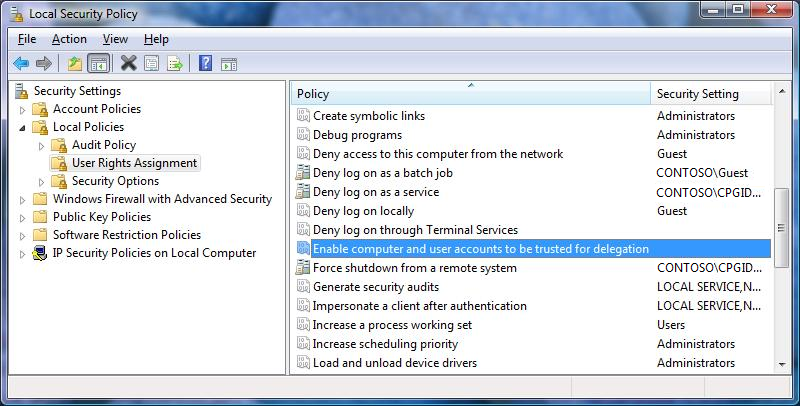 Local Security Policy
File Action View Help
Security Settings
Account Policies
Local Policies
Audit Policy
User Rights Assignment
Security Options
Windows Firewall with Advanced Security
Public Key Policies
Software Restriction Policies
IP Security Policies on Local Computer
Policy Security Setting
Create symbolic links Administrators
Debug programs Administrators
Deny access to this computer from the network Guest
Deny log on as a batch job CONTOSO\Guest
Deny log on as a service CONTOSO\CPGID...
Deny log on locally Guest
Deny log on through Terminal Services
Enable computer and user accounts to be trusted for delegation
Force shutdown from a remote system CONTOSO\CPGID...
Generate security audits LOCAL SERVICE,N...
Impersonate a client after authentication LOCAL SERVICE,N...
Increase a process working set Users
Increase scheduling priority Administrators
Load and unload device drivers Administrators